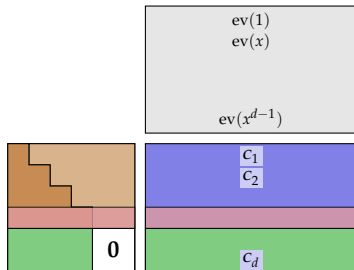 ev(1)
ev(x)
ev(x^{d−1})
c_1
c_2
0
c_d